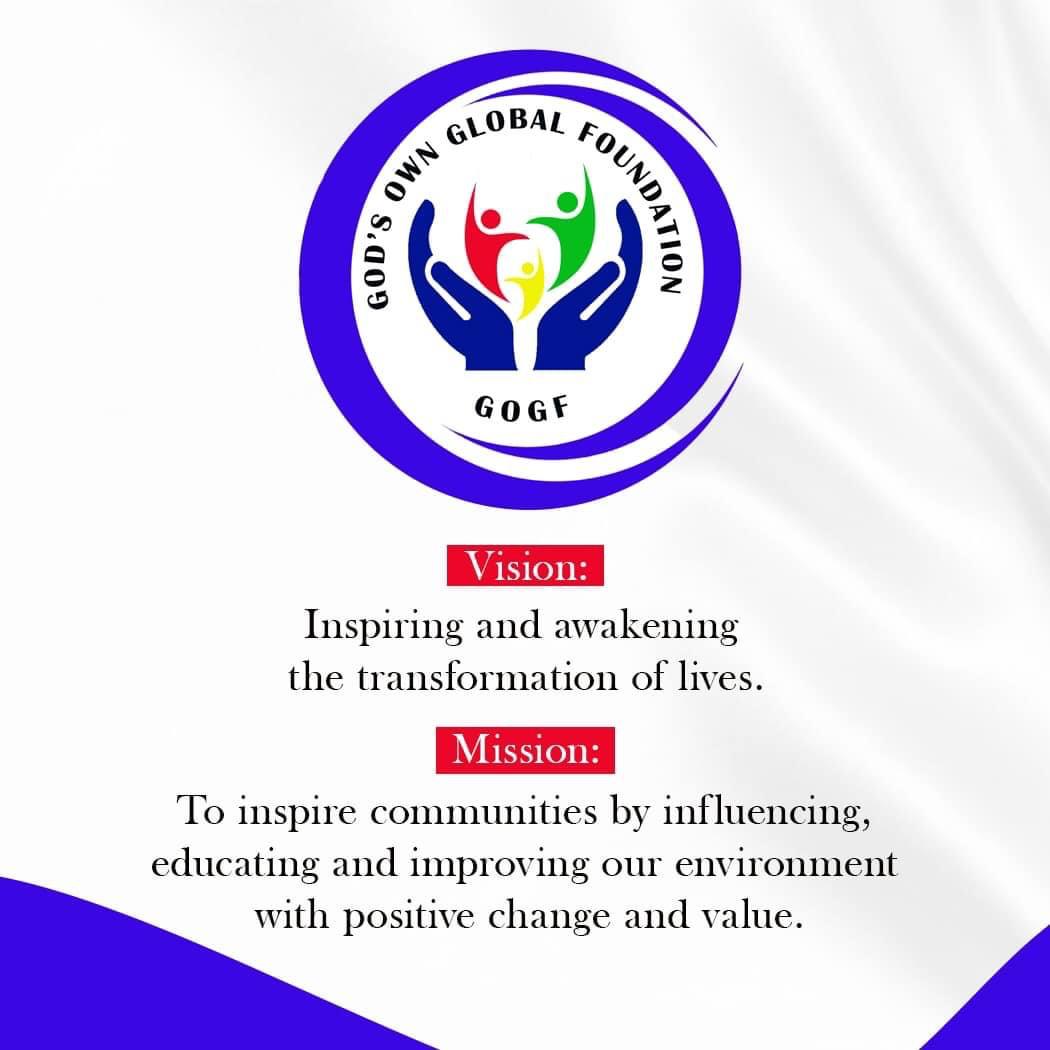 GOD'S OWN GLOBAL FOUNDATION
GOGF
Vision:
Inspiring and awakening
the transformation of lives.
Mission:
To inspire communities by influencing,
educating and improving our environment
with positive change and value.